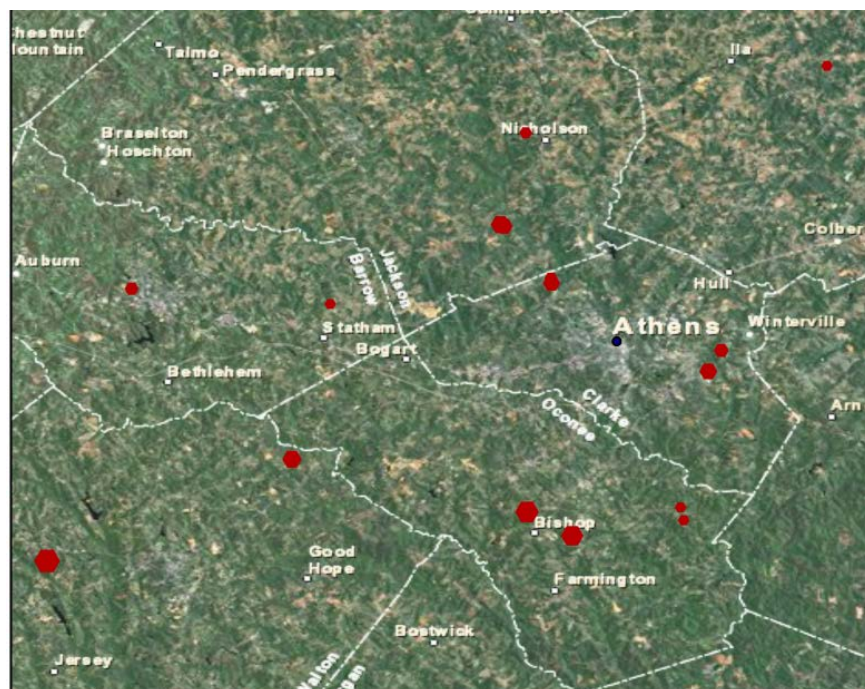 Chestnut
Mountain
Talmo
Pendergrass
Ila
Braselton
Hoschton
Nicholson
Colber
Auburn
Jackson
Barrow
Hull
Statham
Bogart
Athens
Winterville
Bethlehem
Clarke
Oconee
Arn
Bishop
Good
Hope
Farmington
Bostwick
Walton
gan
Jersey